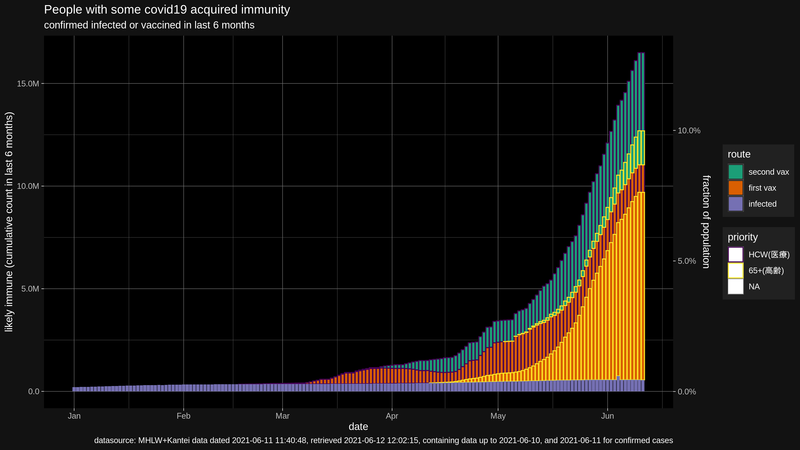 People with some covid19 acquired immunity
confirmed infected or vaccined in last 6 months
likely immune (cumulative count in last 6 months)
15.0M
10.0M
5.0M
0.0
10.0%
5.0%
0.0%
fraction of population
Jan
Feb
Mar
Apr
May
Jun
date
route
second vax
first vax
infected
priority
HCW(医療)
65+(高齢)
NA
datasource: MHLW+Kantei data dated 2021-06-11 11:40:48, retrieved 2021-06-12 12:02:15, containing data up to 2021-06-10, and 2021-06-11 for confirmed cases